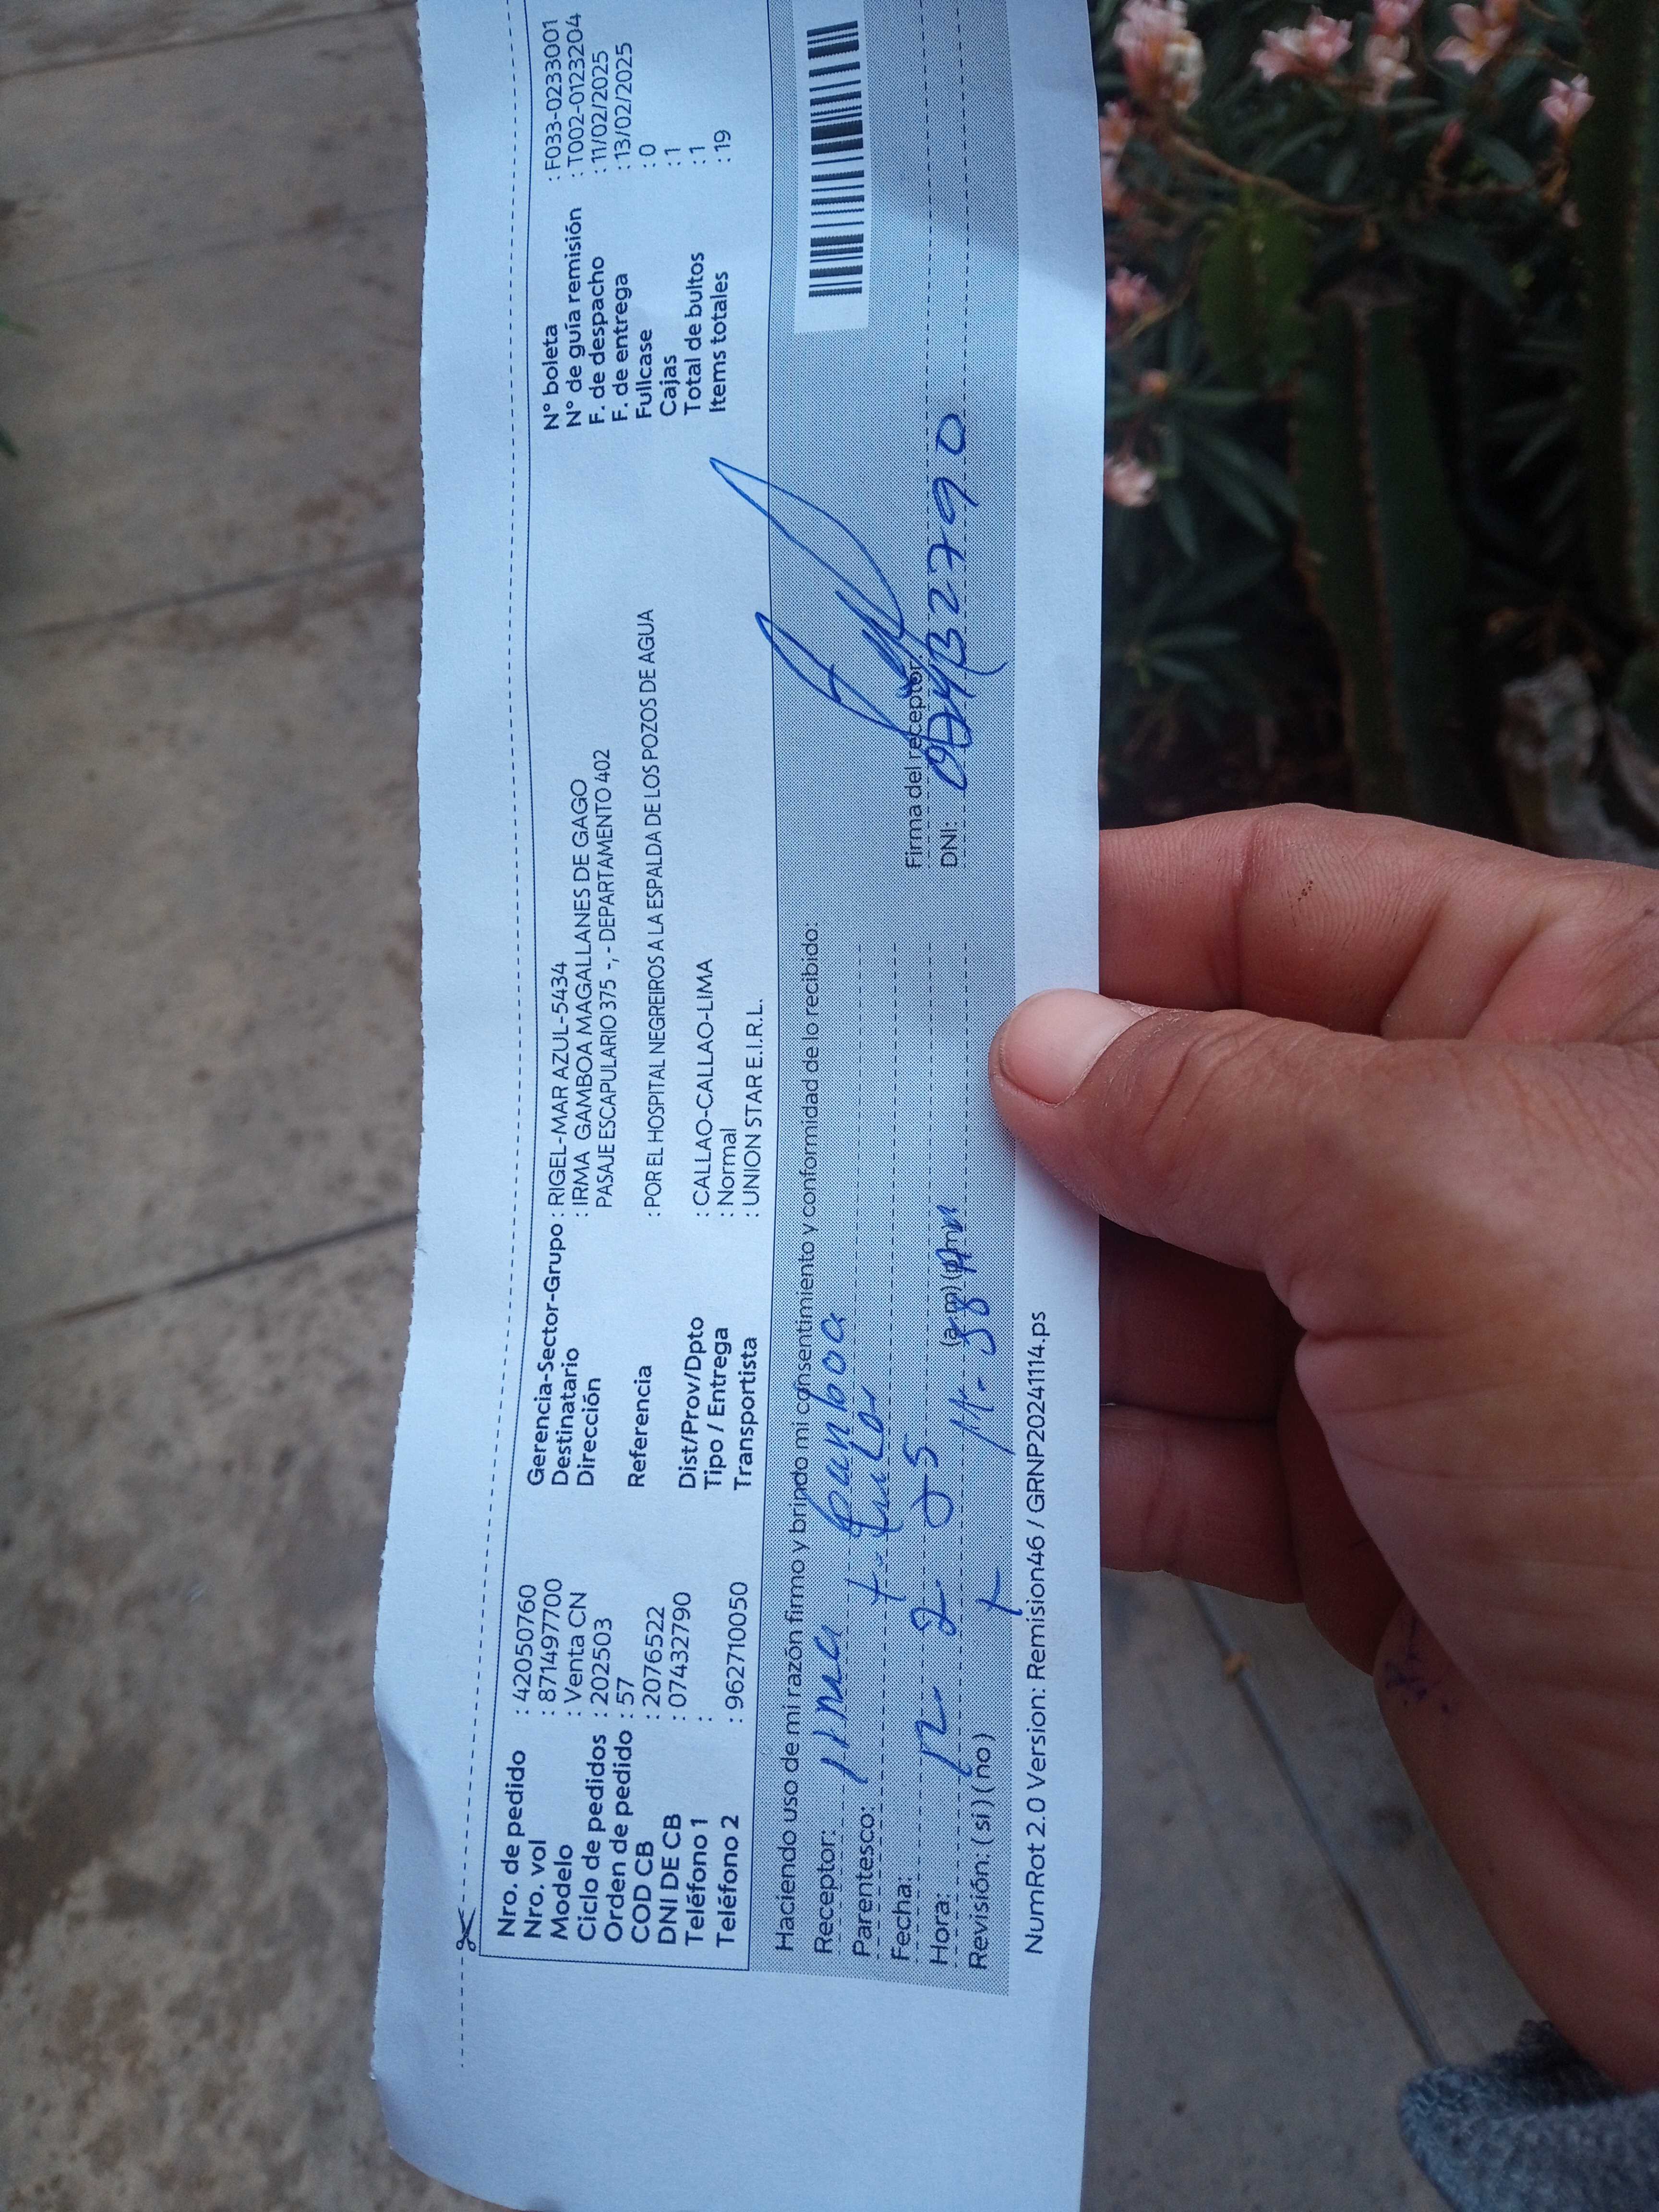 Nro. de pedido : 42050760
Nro. vol : 871497700
Modelo : Venta CN
Ciclo de pedidos : 202503
Orden de pedido : 57
COD CB : 2076522
DNI DE CB : 07432790
Teléfono 1 :
Teléfono 2 : 962710050
Gerencia-Sector-Grupo : RIGEL-MAR AZUL-5434
Destinatario : IRMA GAMBOA MAGALLANES DE GAGO
Dirección PASAJE ESCAPULARIO 375 -, - DEPARTAMENTO 402
Referencia : POR EL HOSPITAL NEGREIROS A LA ESPALDA DE LOS POZOS DE AGUA
Dist/Prov/Dpto : CALLAO-CALLAO-LIMA
Tipo / Entrega : Normal
Transportista : UNION STAR E.I.R.L.
N° boleta : F033-0233001
N° de guía remisión : T002-0123204
F. de despacho : 11/02/2025
F. de entrega : 13/02/2025
Fullcase : 0
Cajas : 1
Total de bultos : 1
Items totales : 19
Haciendo uso de mi razón firmo y brindo mi consentimiento y conformidad de lo recibido:
Receptor: Irma Gamboa
Parentesco:
Fecha: 12- 2-
Hora: (am) (pm)
Revisión: ( si ) ( no )
Firma del receptor:
DNI: 07432790
NumRot 2.0 Version: Remision46 / GRNP20241114.ps